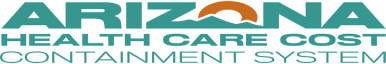 ARIZONA
HEALTH CARE COST
CONTAINMENT SYSTEM